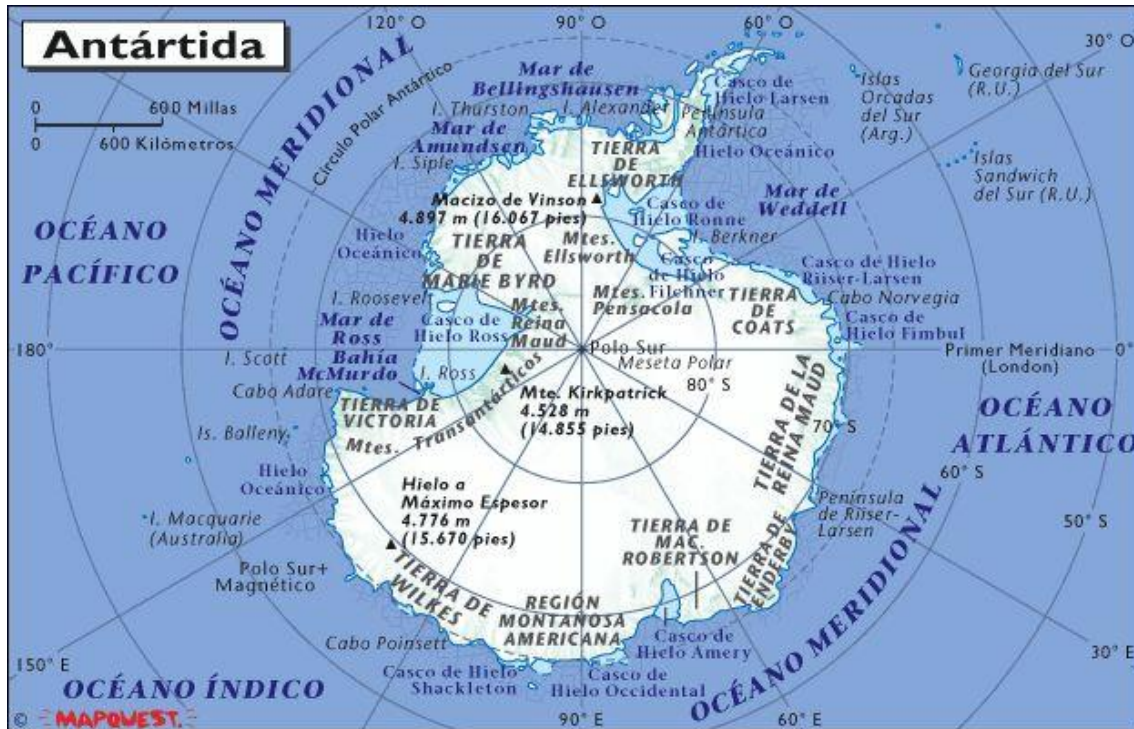 Antártida
120° O
90° O
60° O
30° O
0
600 Millas
0
600 Kilómetros
OCÉANO MERIDIONAL
Círculo Polar Antártico
Mar de
Bellingshausen
I. Thurston
I. Alexander
Mar de
Amundsen
I. Siple
Casco de
Hielo Larsen
Península
Antártica
Hielo Oceánico
Islas
Orcadas
del Sur
(Arg.)
Georgia del Sur
(R.U.)
Islas
Sandwich
del Sur (R.U.)
TIERRA
DE
ELLSWORTH
Mar de
Weddell
Macizo de Vinson
4.897 m (16.067 pies)
Casco de
Hielo Ronne
I. Berkner
OCÉANO
PACÍFICO
Hielo
Oceánico
TIERRA
DE
MARIE BYRD
Mtes.
Ellsworth
Casco
de Hielo
Filchner
Casco de Hielo
Riiser-Larsen
I. Roosevelt
Mtes.
Reina
Maud
Mtes.
Pensacola
TIERRA
DE
COATS
Cabo Norvegia
Casco de
Hielo Fimbul
Mar de
Ross
Casco de
Hielo Ross
Bahía
McMurdo
180°
I. Scott
I. Ross
Polo Sur
Meseta Polar
80° S
Primer Meridiano
(London)
0°
Cabo Adare
TIERRA DE
VICTORIA
Mtes. Transantárticos
Mte. Kirkpatrick
4.528 m
(14.855 pies)
TIERRA DE LA
REINA MAUD
70° S
OCÉANO
ATLÁNTICO
Is. Balleny
60° S
Hielo
Oceánico
Hielo a
Máximo Espesor
4.776 m
(15.670 pies)
Península
de Riiser-
Larsen
50° S
I. Macquarie
(Australia)
TIERRA DE
MAC.
ROBERTSON
TIERRA DE
ENDERBY
Polo Sur+
Magnético
TIERRA DE
WILKES
REGIÓN
MONTANOSA
AMERICANA
OCÉANO MERIDIONAL
Cabo Poinsett
Casco de
Hielo Amery
150° E
30° E
Casco de Hielo
Shackleton
Casco de
Hielo Occidental
OCÉANO ÍNDICO
© MAPQUEST.
90° E
60° E